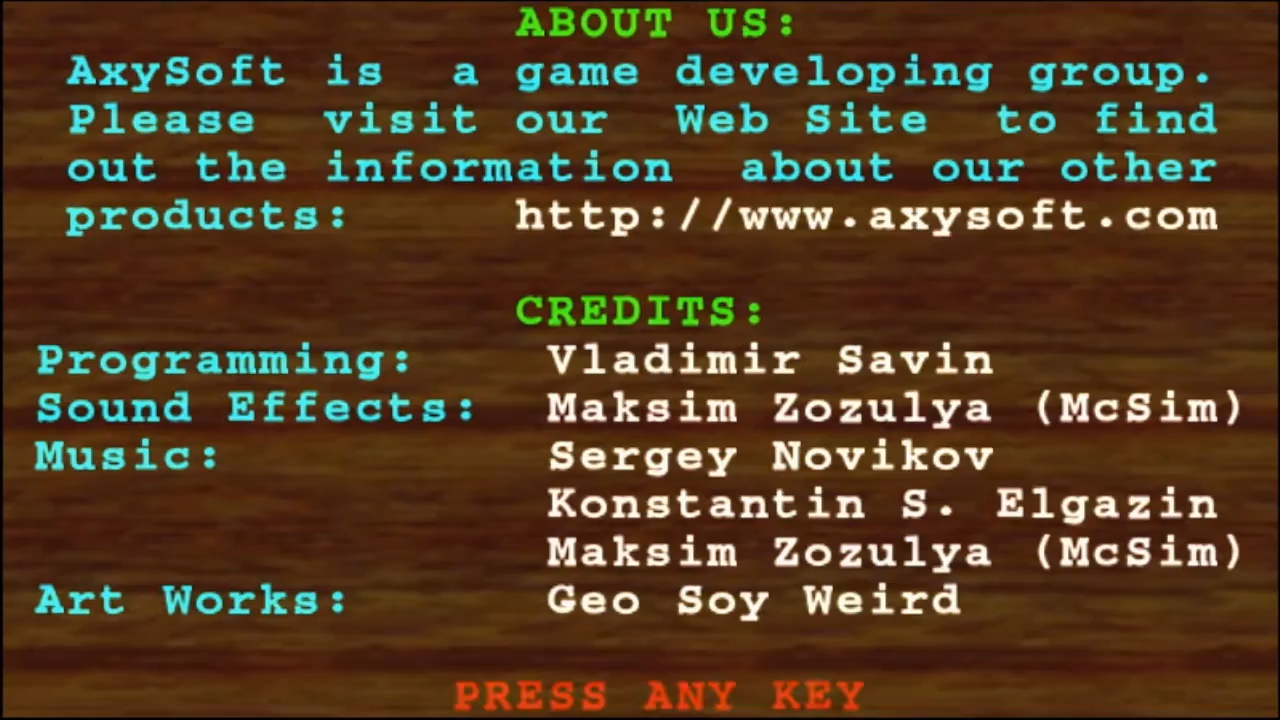 ABOUT US:
AxySoft is a game developing group.
Please visit our Web Site to find
out the information about our other
products: http://www.axysoft.com
CREDITS:
Programming: Vladimir Savin
Sound Effects: Maksim Zozulya (McSim)
Music: Sergey Novikov
Konstantin S. Elgazin
Maksim Zozulya (McSim)
Art Works: Geo Soy Weird
PRESS ANY KEY